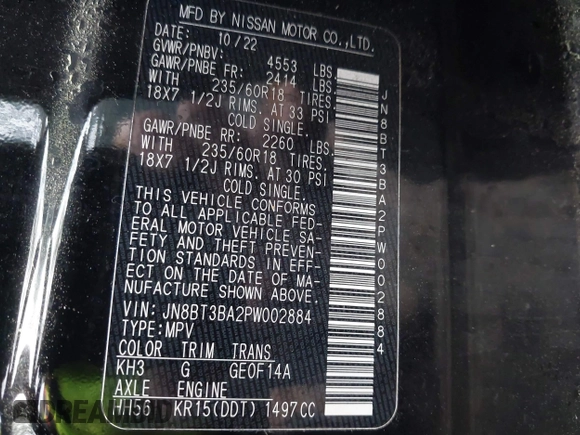 MFD BY NISSAN MOTOR CO.,LTD.
DATE: 10/22
GVWR/PNBV: 4553 LBS.
GAWR/PNBE FR: 2414 LBS.
WITH 235/60R18 TIRES,
18X7 1/2J RIMS. AT 33 PSI
COLD SINGLE.
GAWR/PNBE RR: 2260 LBS.
WITH 235/60R18 TIRES,
18X7 1/2J RIMS. AT 30 PSI
COLD SINGLE.
THIS VEHICLE CONFORMS
TO ALL APPLICABLE FED-
ERAL MOTOR VEHICLE SA-
FETY AND THEFT PREVEN-
TION STANDARDS IN EFF-
ECT ON THE DATE OF MA-
NUFACTURE SHOWN ABOVE.
VIN: JN8BT3BA2PW002884
TYPE:MPV
COLOR TRIM TRANS
KH3 G GE0F14A
AXLE ENGINE
HH56 KR15(DDT) 1497CC
JN8BT3BA2PW002884